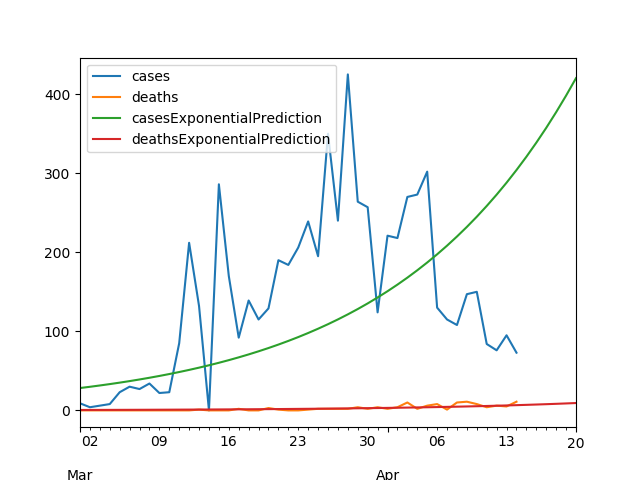 cases
deaths
casesExponentialPrediction
deathsExponentialPrediction
400
300
200
100
0
02 09 16 23 30 06 13 20
Mar Apr